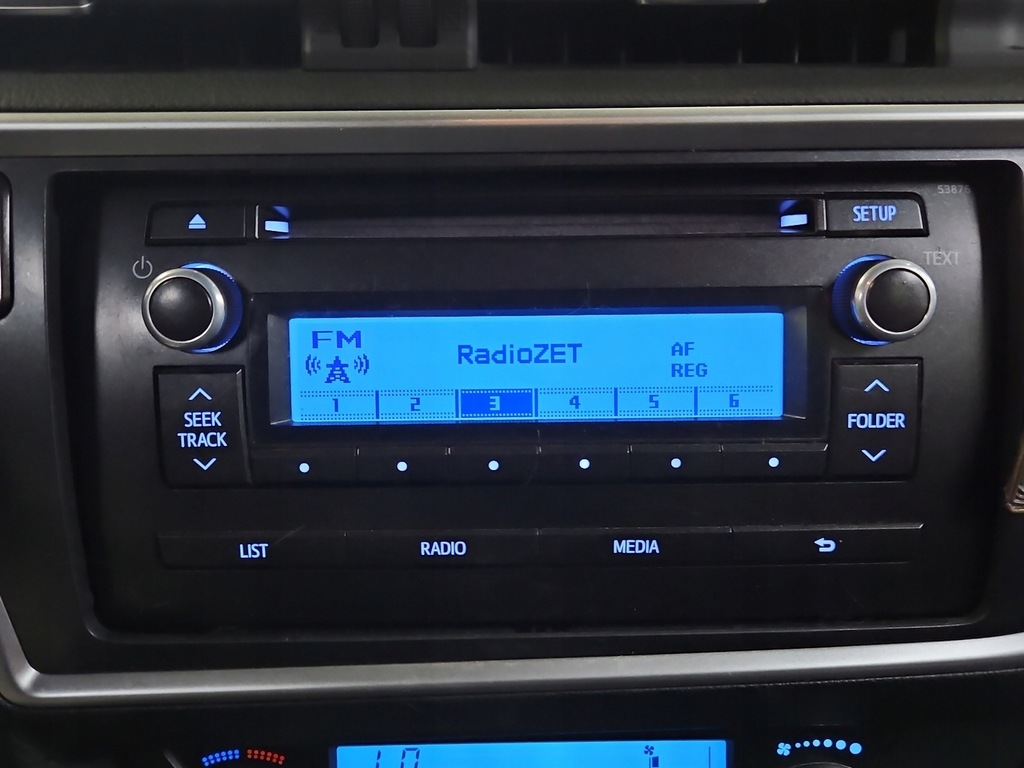 SETUP
TEXT
FM
RadioZET
AF
REG
1 2 3 4 5 6
SEEK
TRACK
FOLDER
LIST RADIO MEDIA